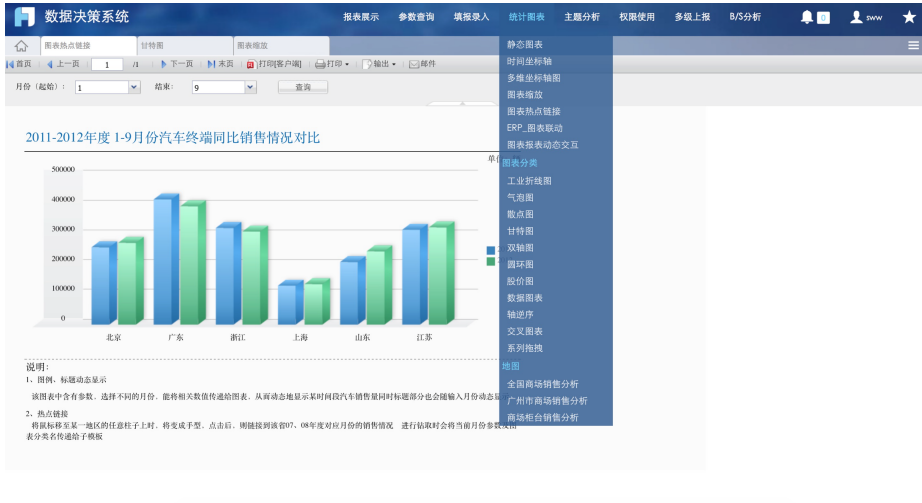 数据决策系统
报表展示 参数查询 填报录入 统计图表 主题分析 权限使用 多级上报 B/S分析 0 sww
图表热点链接 甘特图 图表缩放
首页 上一页 1 /1 下一页 末页 打印[客户端] 打印 输出 邮件
月份（起始）: 1 结束: 9 查询
静态图表
时间坐标轴
多维坐标轴图
图表缩放
图表热点链接
ERP_图表联动
图表报表动态交互
图表分类
工业折线图
气泡图
散点图
甘特图
双轴图
圆环图
股价图
数据图表
轴逆序
交叉图表
系列拖拽
地图
全国商场销售分析
广州市商场销售分析
商场柜台销售分析
2011-2012年度 1-9月份汽车终端同比销售情况对比
单
500000
400000
300000
200000
100000
0
北京 广东 浙江 上海 山东 江苏
说明:
1、图例、标题动态显示
该图表中含有参数，选择不同的月份，能将相关数值传递给图表，从而动态地显示某时间段汽车销售量同时标题部分也会随输入月份动态显
2、热点链接
将鼠标移至某一地区的任意柱子上时，将变成手型，点击后，则链接到该省07、08年度对应月份的销售情况 进行钻取时会将当前月份参数及图
表分类名传递给子模板